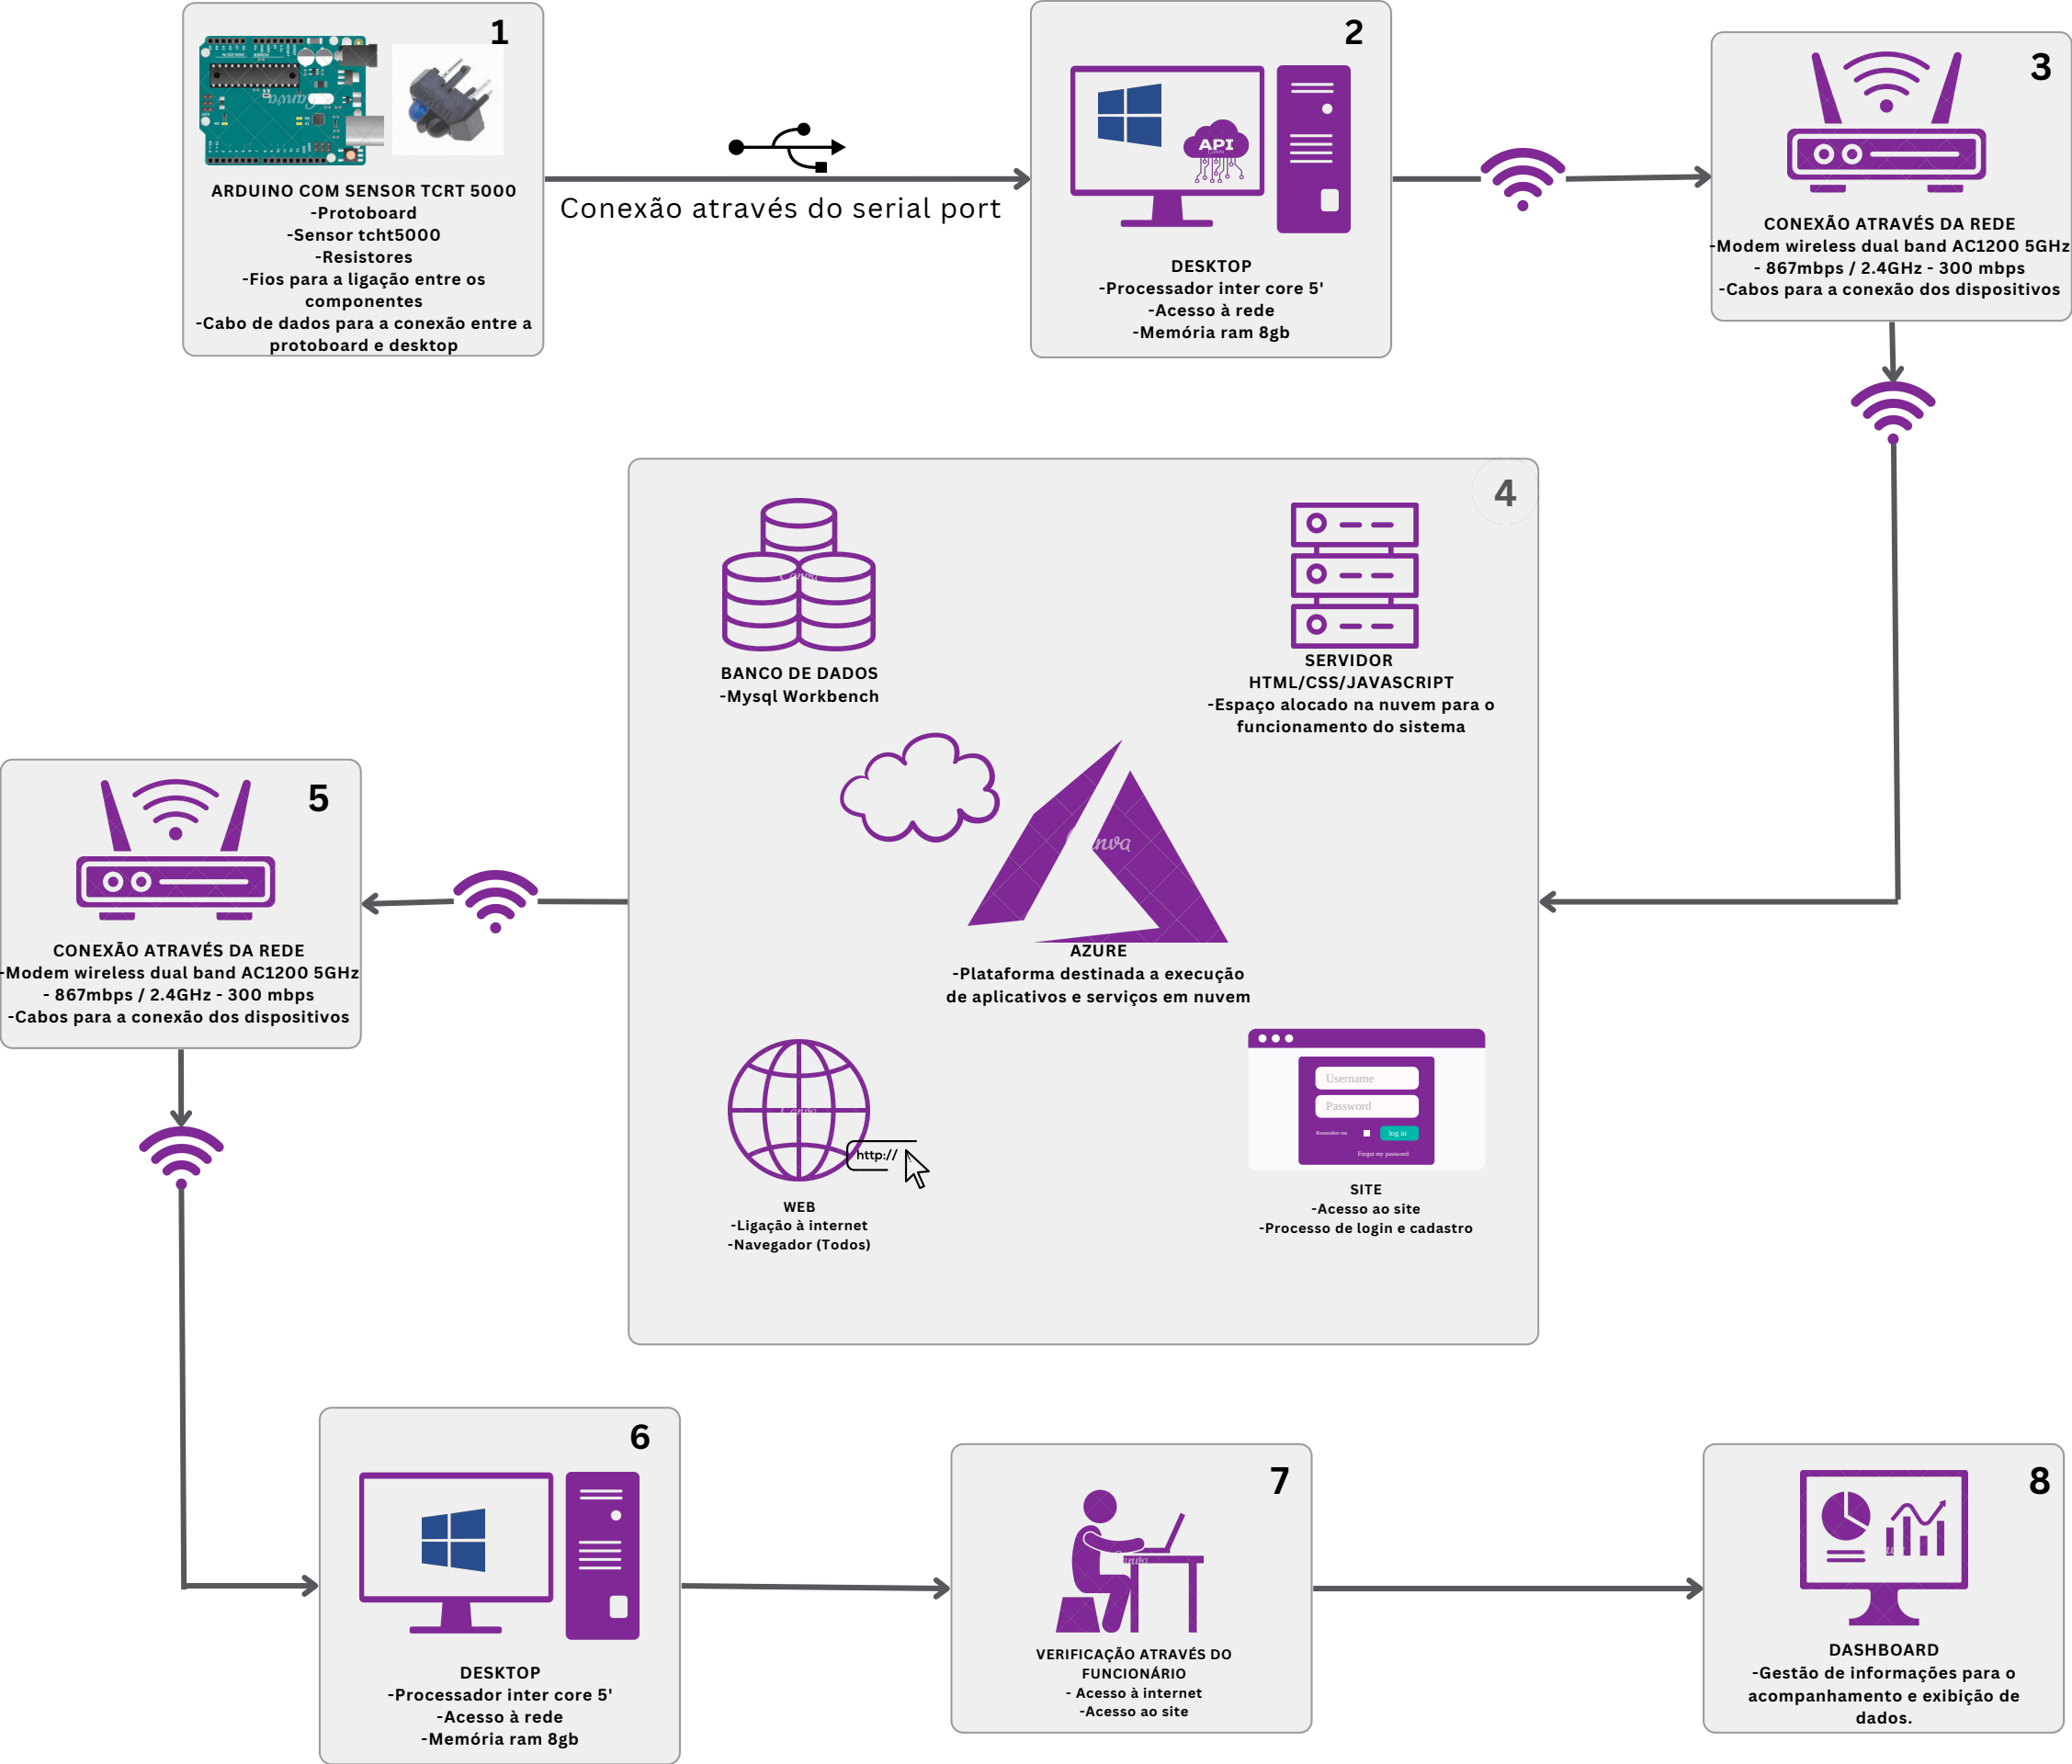 1
ARDUINO COM SENSOR TCRT 5000
-Protoboard
-Sensor tcht5000
-Resistores
-Fios para a ligação entre os
componentes
-Cabo de dados para a conexão entre a
protoboard e desktop
Conexão através do serial port
2
API
DESKTOP
-Processador inter core 5'
-Acesso à rede
-Memória ram 8gb
3
CONEXÃO ATRAVÉS DA REDE
-Modem wireless dual band AC1200 5GHz
- 867mbps / 2.4GHz - 300 mbps
-Cabos para a conexão dos dispositivos
4
BANCO DE DADOS
-Mysql Workbench
SERVIDOR
HTML/CSS/JAVASCRIPT
-Espaço alocado na nuvem para o
funcionamento do sistema
AZURE
-Plataforma destinada a execução
de aplicativos e serviços em nuvem
http://
WEB
-Ligação à internet
-Navegador (Todos)
Username
Password
Remember me
log in
Forgot my password
SITE
-Acesso ao site
-Processo de login e cadastro
5
CONEXÃO ATRAVÉS DA REDE
-Modem wireless dual band AC1200 5GHz
- 867mbps / 2.4GHz - 300 mbps
-Cabos para a conexão dos dispositivos
6
DESKTOP
-Processador inter core 5'
-Acesso à rede
-Memória ram 8gb
7
VERIFICAÇÃO ATRAVÉS DO
FUNCIONÁRIO
- Acesso à internet
-Acesso ao site
8
DASHBOARD
-Gestão de informações para o
acompanhamento e exibição de
dados.